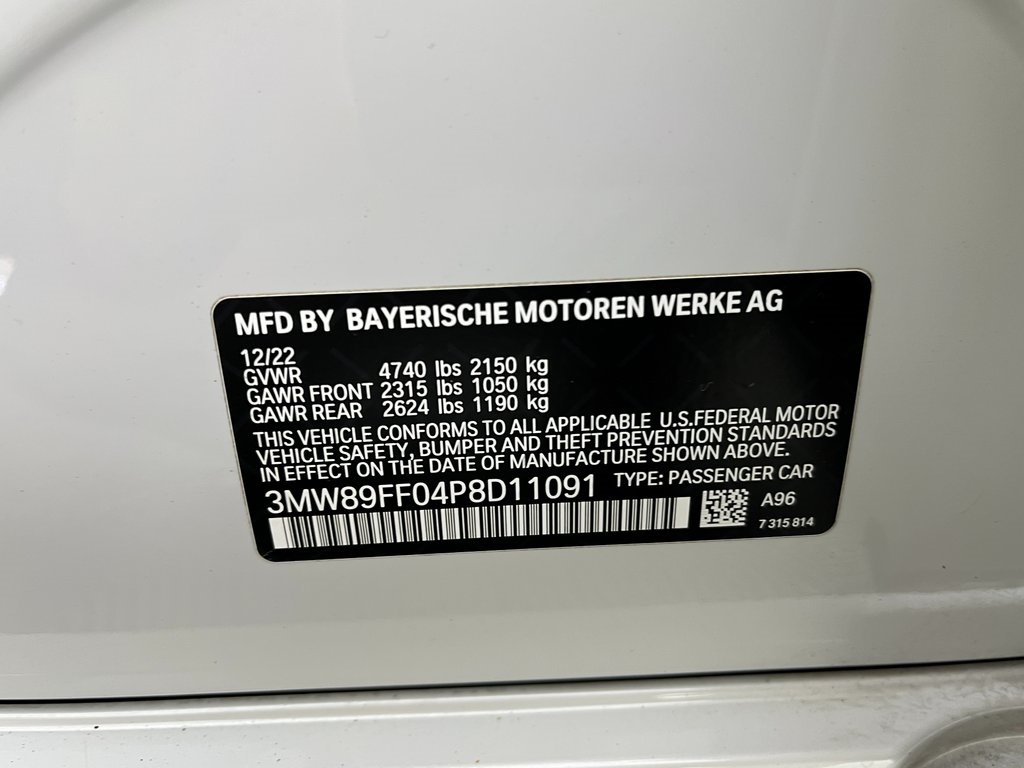 MFD BY BAYERISCHE MOTOREN WERKE AG
12/22
GVWR 4740 lbs 2150 kg
GAWR FRONT 2315 lbs 1050 kg
GAWR REAR 2624 lbs 1190 kg
THIS VEHICLE CONFORMS TO ALL APPLICABLE U.S.FEDERAL MOTOR
VEHICLE SAFETY, BUMPER AND THEFT PREVENTION STANDARDS
IN EFFECT ON THE DATE OF MANUFACTURE SHOWN ABOVE.
3MW89FF04P8D11091 TYPE: PASSENGER CAR
A96
7 315 814